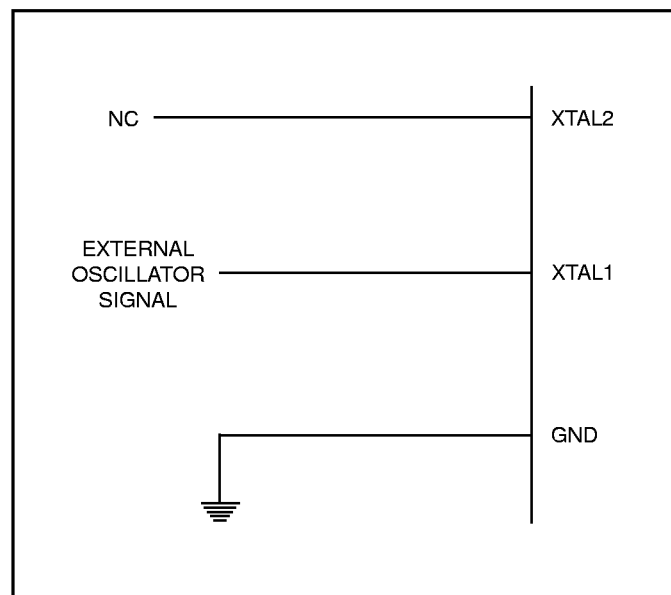 NC
XTAL2
EXTERNAL
OSCILLATOR
SIGNAL
XTAL1
GND